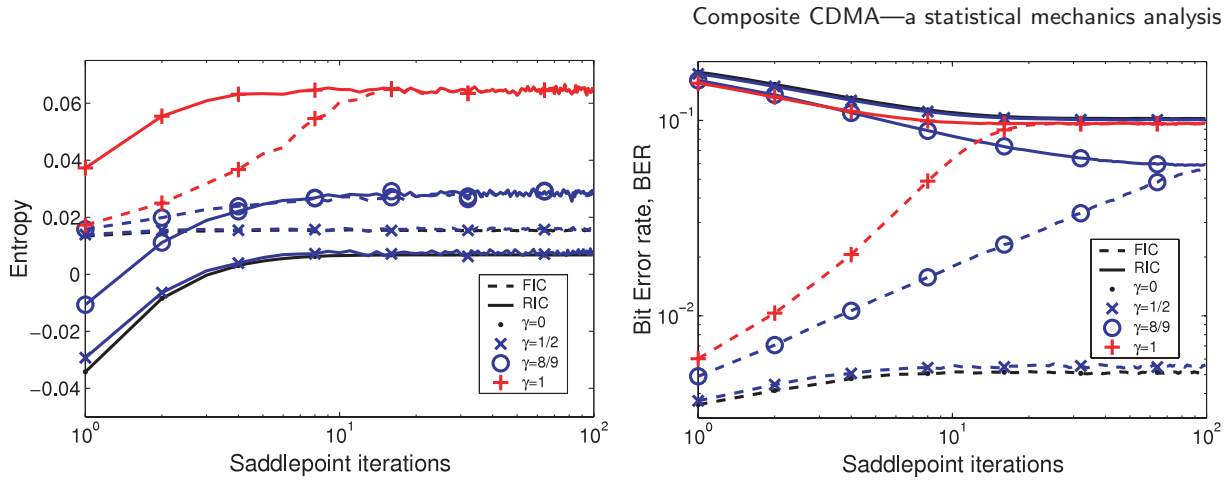 Composite CDMA—a statistical mechanics analysis
0.06
0.04
0.02
0
−0.02
−0.04
Entropy
10^0
10^1
10^2
Saddlepoint iterations
FIC
RIC
γ=0
γ=1/2
γ=8/9
γ=1
10^−1
10^−2
Bit Error rate, BER
10^0
10^1
10^2
Saddlepoint iterations
FIC
RIC
γ=0
γ=1/2
γ=8/9
γ=1